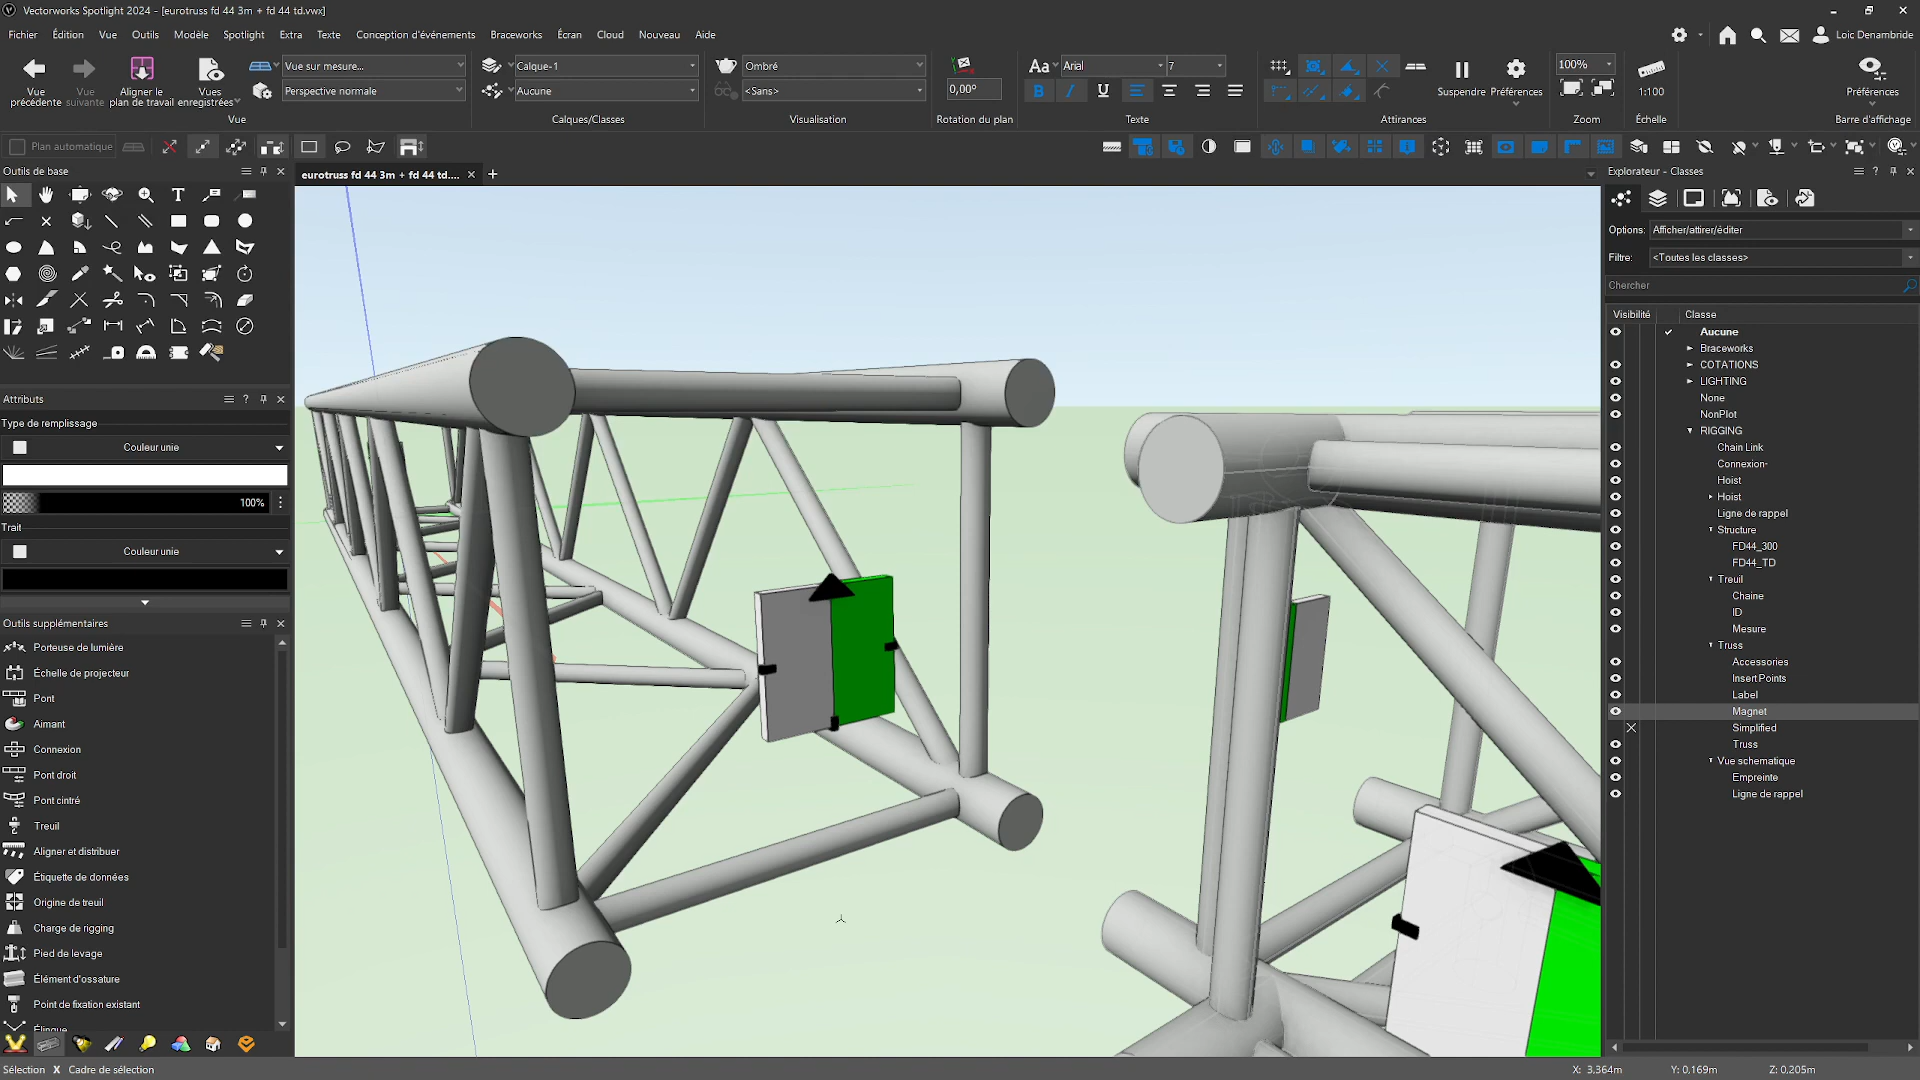 Vectorworks Spotlight 2024 - [eurotruss fd 44 3m + fd 44 td.vwx]
Fichier Édition Vue Outils Modèle Spotlight Extra Texte Conception d'événements Braceworks Écran Cloud Nouveau Aide
Loic Denambride
Vue précédente
Vue suivante
Aligner le plan de travail
Vues enregistrées
Vue sur mesure...
Perspective normale
Vue
Calque-1
Aucune
Calques/Classes
Ombré
<Sans>
Visualisation
0,00°
Rotation du plan
Aa Arial 7
B I U
Texte
Suspendre
Préférences
Attirances
100%
Zoom
1:100
Échelle
Préférences
Barre d'affichage
Plan automatique
Outils de base
eurotruss fd 44 3m + fd 44 td....
Attributs
Type de remplissage
Couleur unie
100%
Trait
Couleur unie
Outils supplémentaires
Porteuse de lumière
Échelle de projecteur
Pont
Aimant
Connexion
Pont droit
Pont cintré
Treuil
Aligner et distribuer
Étiquette de données
Origine de treuil
Charge de rigging
Pied de levage
Élément d'ossature
Point de fixation existant
Élingue
Explorateur - Classes
Options: Afficher/attirer/éditer
Filtre: <Toutes les classes>
Chercher
Visibilité Classe
Aucune
Braceworks
COTATIONS
LIGHTING
None
NonPlot
RIGGING
Chain Link
Connexion-
Hoist
Hoist
Ligne de rappel
Structure
FD44_300
FD44_TD
Treuil
Chaine
ID
Mesure
Truss
Accessories
Insert Points
Label
Magnet
Simplified
Truss
Vue schematique
Empreinte
Ligne de rappel
Sélection X Cadre de sélection
X: 3,364m Y: 0,169m Z: 0,205m